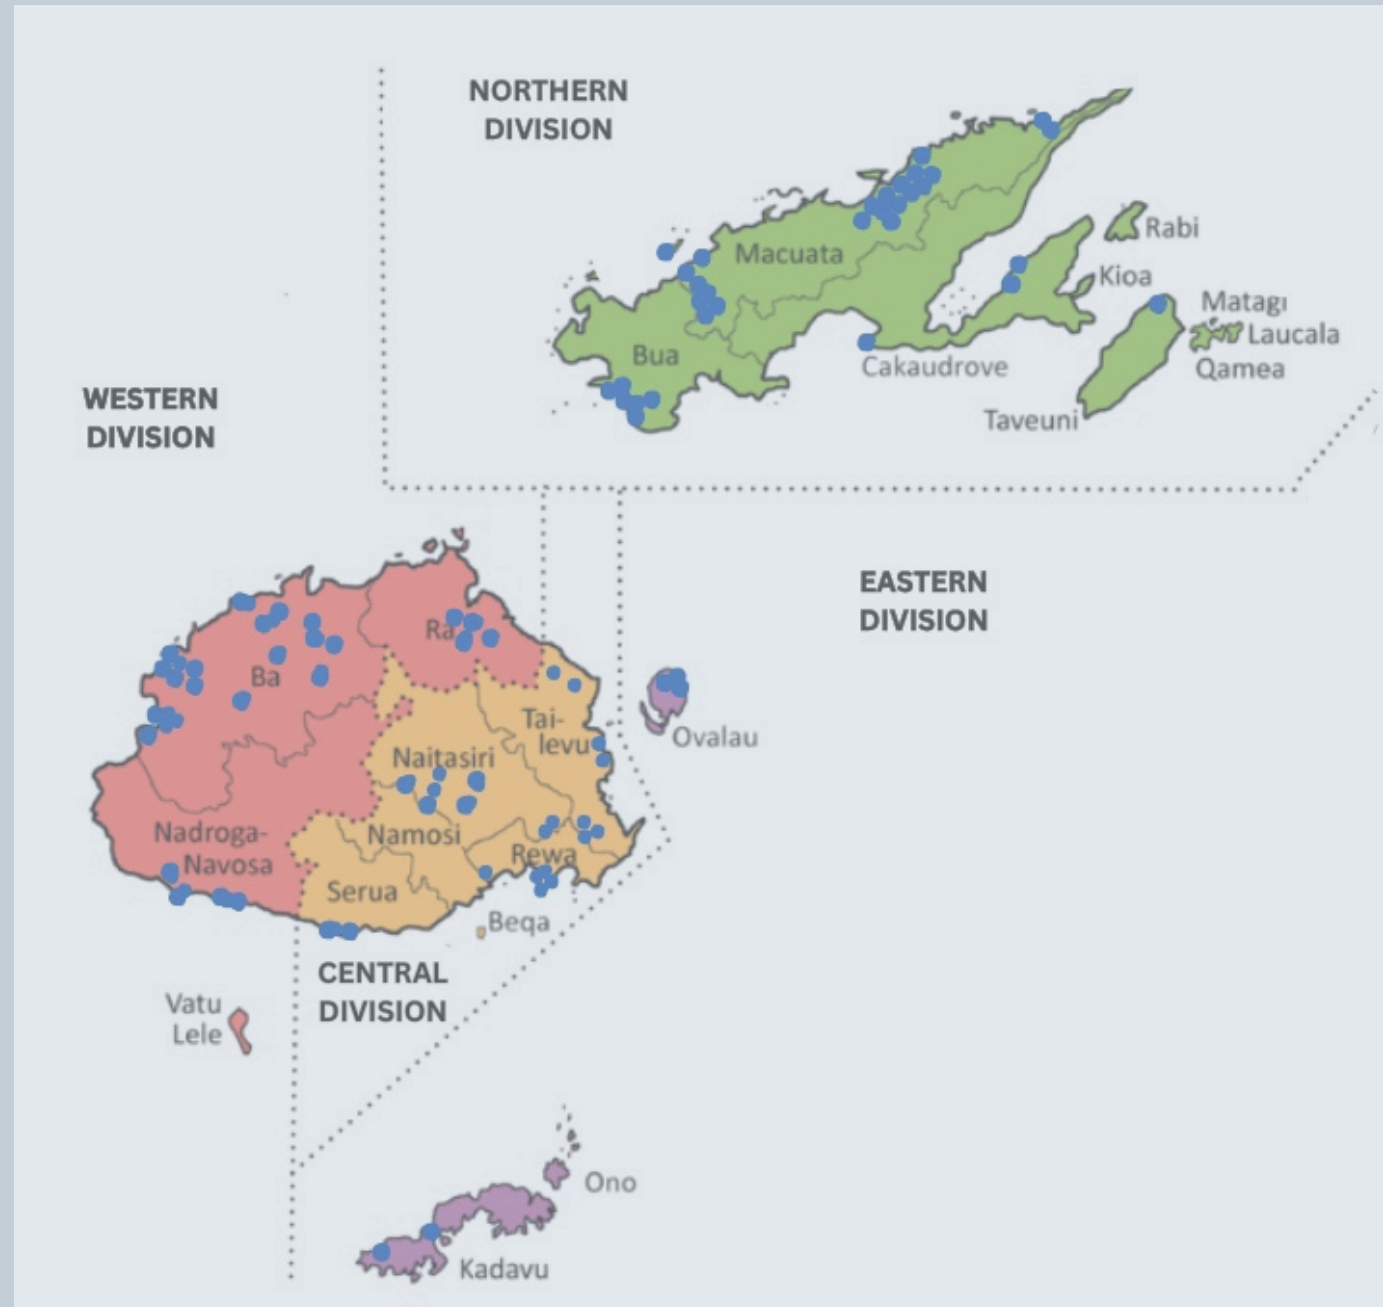 NORTHERN
DIVISION
Rabi
Macuata
Kioa
Matagi
Laucala
Bua
Cakaudrove
Qamea
Taveuni
WESTERN
DIVISION
EASTERN
DIVISION
Ra
Ba
Tai-
levu
Ovalau
Naitasiri
Nadroga-
Navosa
Namosi
Rewa
Serua
Beqa
CENTRAL
DIVISION
Vatu
Lele
Ono
Kadavu